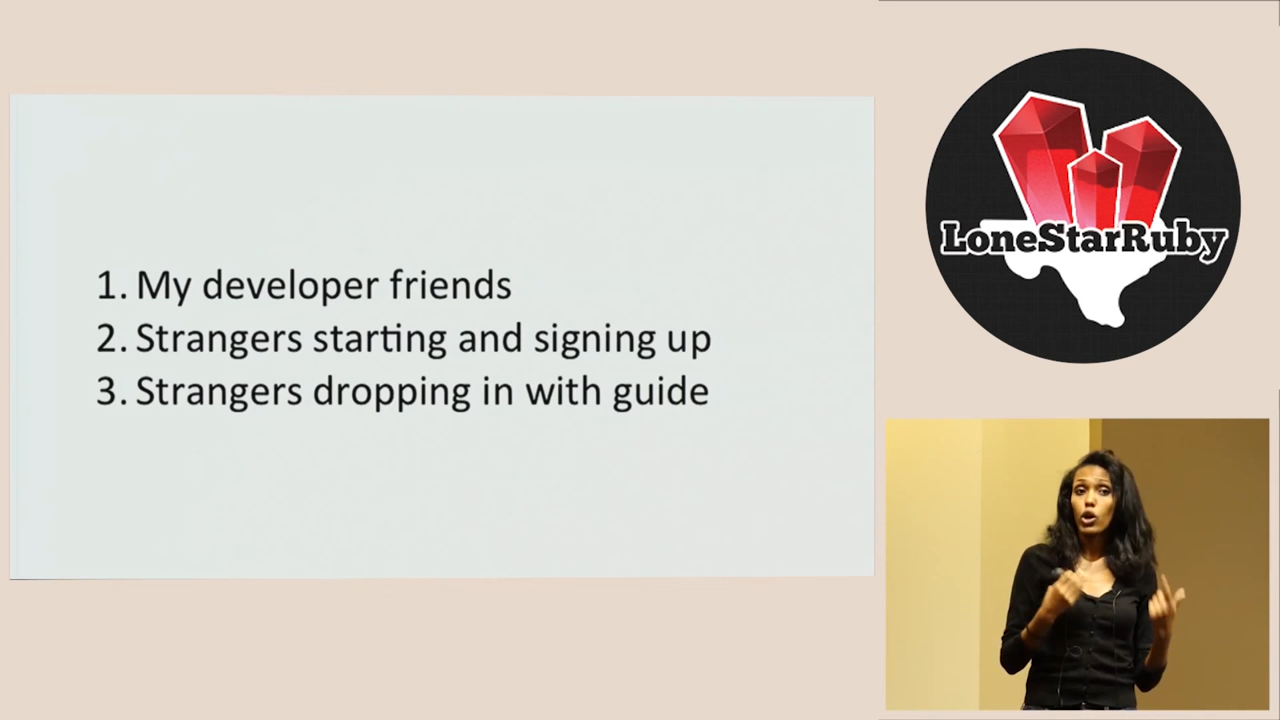 1. My developer friends
2. Strangers starting and signing up
3. Strangers dropping in with guide
LoneStarRuby